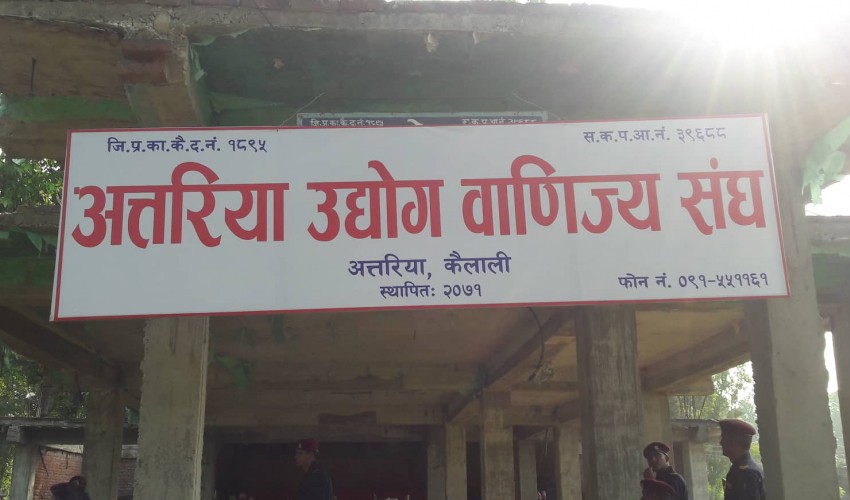 जि.प्र.का.कै.द.नं. १८९५
स.क.प.आ.नं. ३९६८८
अत्तरिया उद्योग वाणिज्य संघ
अत्तरिया, कैलाली
स्थापितः २०७१
फोन नं. ०९१-५५११६१